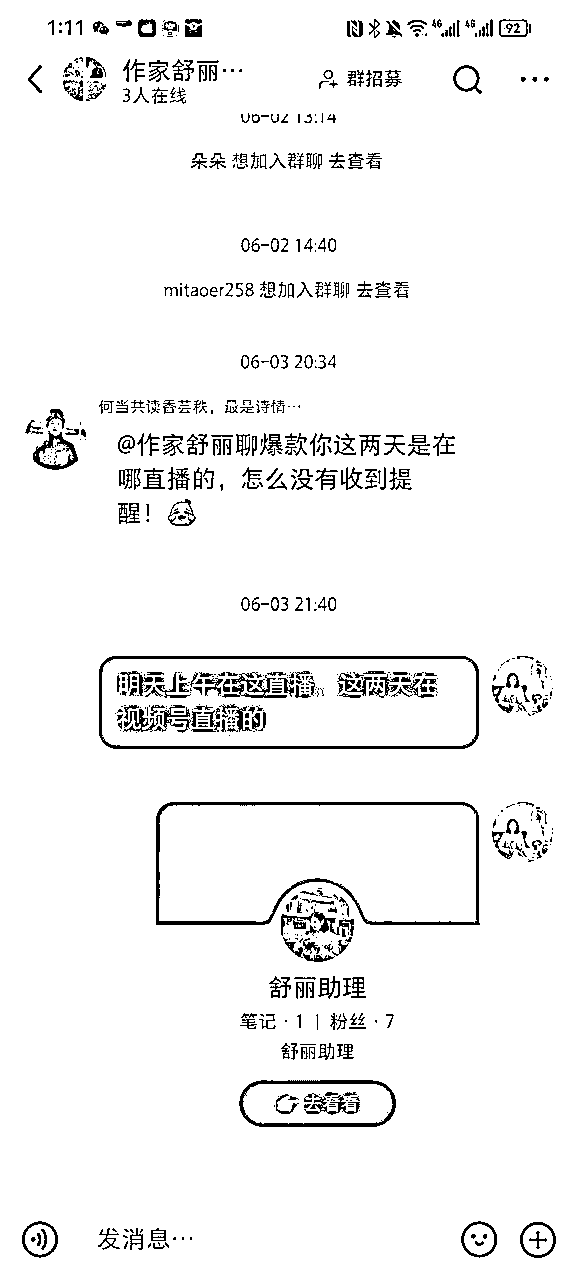 1:11
4G 4G 92
作家舒丽…
3人在线
群招募
06-02 13:14
朵朵 想加入群聊 去查看
06-02 14:40
mitaoer258 想加入群聊 去查看
06-03 20:34
何当共读香芸秩，最是诗情…
@作家舒丽聊爆款你这两天是在
哪直播的，怎么没有收到提
醒！
06-03 21:40
明天上午在这直播。这两天在
视频号直播的
舒丽助理
笔记 · 1 | 粉丝 · 7
舒丽助理
去看看
发消息…